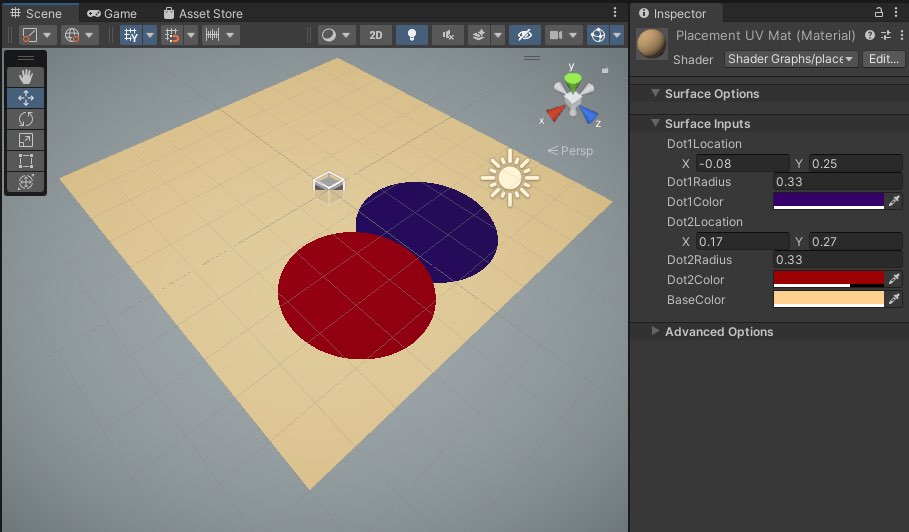 Scene Game Asset Store
2D
y
x
z
Persp
Inspector
Placement UV Mat (Material)
Shader Shader Graphs/place Edit...
Surface Options
Surface Inputs
Dot1Location
X -0.08 Y 0.25
Dot1Radius 0.33
Dot1Color
Dot2Location
X 0.17 Y 0.27
Dot2Radius 0.33
Dot2Color
BaseColor
Advanced Options